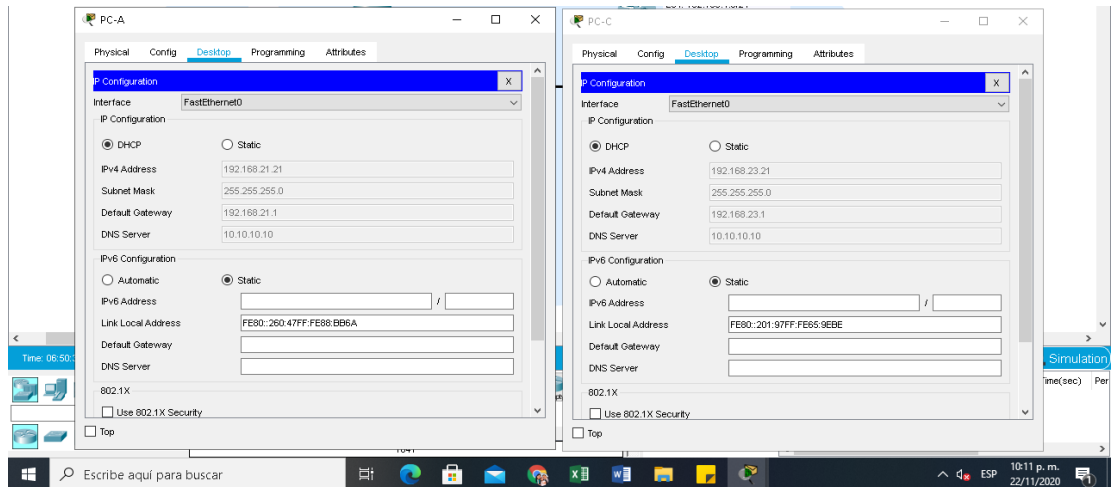 PC-A
Physical Config Desktop Programming Attributes
IP Configuration X
Interface FastEthernet0
IP Configuration
DHCP Static
IPv4 Address 192.168.21.21
Subnet Mask 255.255.255.0
Default Gateway 192.168.21.1
DNS Server 10.10.10.10
IPv6 Configuration
Automatic Static
IPv6 Address /
Link Local Address FE80::260:47FF:FE88:BB6A
Default Gateway
DNS Server
802.1X
Use 802.1X Security
Top
PC-C
Physical Config Desktop Programming Attributes
IP Configuration X
Interface FastEthernet0
IP Configuration
DHCP Static
IPv4 Address 192.168.23.21
Subnet Mask 255.255.255.0
Default Gateway 192.168.23.1
DNS Server 10.10.10.10
IPv6 Configuration
Automatic Static
IPv6 Address /
Link Local Address FE80::201:97FF:FE65:9EBE
Default Gateway
DNS Server
802.1X
Use 802.1X Security
Top
Time: 06:50:
Simulation
Time(sec) Per
Escribe aquí para buscar
ESP
10:11 p. m.
22/11/2020